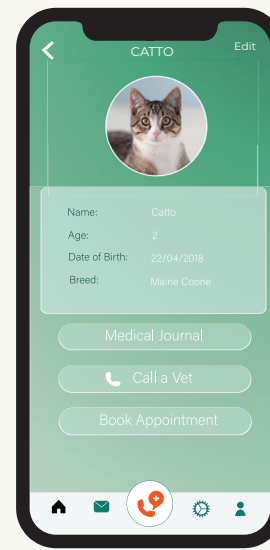 CATTO
Edit
Name: Catto
Age: 2
Date of Birth: 22/04/2018
Breed: Maine Coone
Medical Journal
Call a Vet
Book Appointment